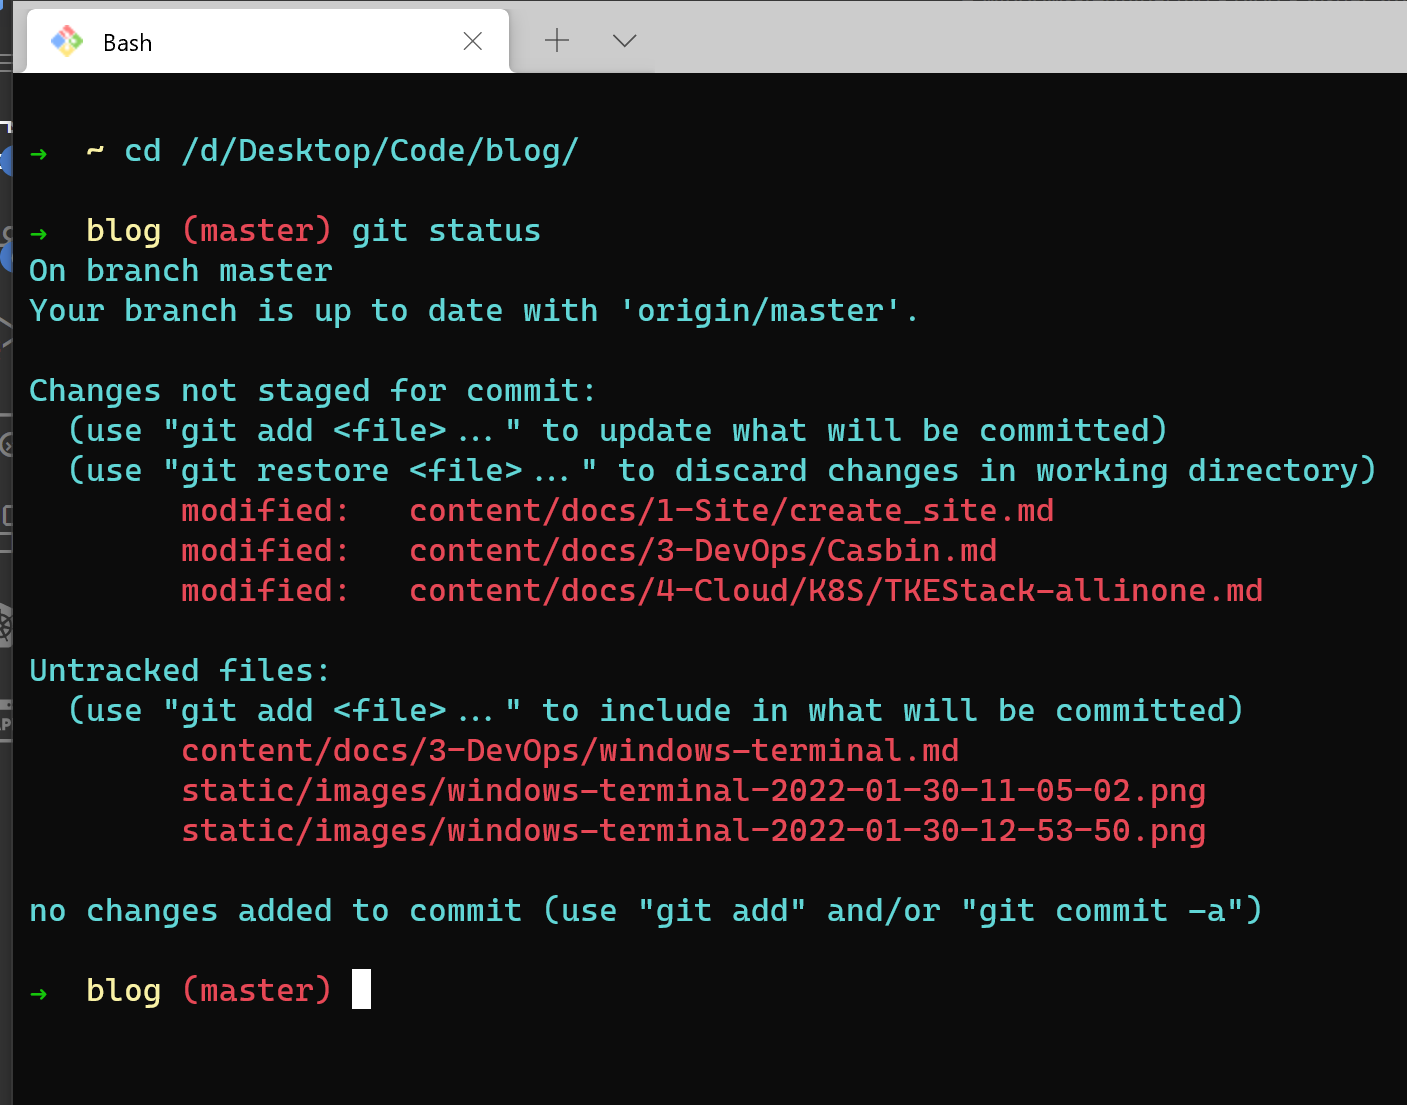 Bash
→ ~ cd /d/Desktop/Code/blog/
→ blog (master) git status
On branch master
Your branch is up to date with 'origin/master'.
Changes not staged for commit:
(use "git add <file>..." to update what will be committed)
(use "git restore <file>..." to discard changes in working directory)
modified: content/docs/1-Site/create_site.md
modified: content/docs/3-DevOps/Casbin.md
modified: content/docs/4-Cloud/K8S/TKEStack-allinone.md
Untracked files:
(use "git add <file>..." to include in what will be committed)
content/docs/3-DevOps/windows-terminal.md
static/images/windows-terminal-2022-01-30-11-05-02.png
static/images/windows-terminal-2022-01-30-12-53-50.png
no changes added to commit (use "git add" and/or "git commit -a")
→ blog (master)